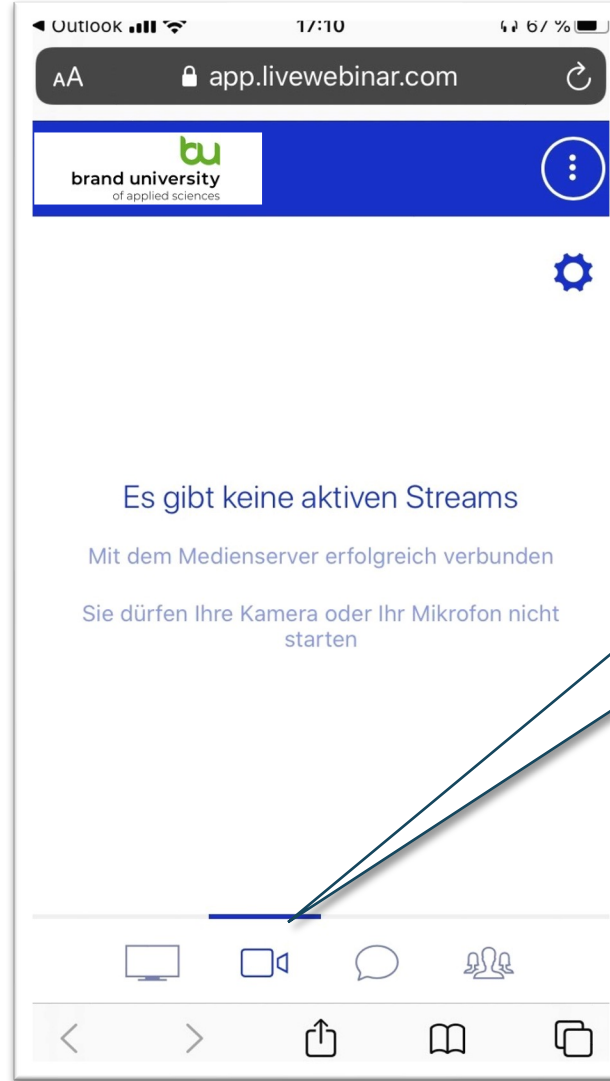 ◀ Outlook 17:10 67 %
AA app.livewebinar.com
bu
brand university
of applied sciences
Es gibt keine aktiven Streams
Mit dem Medienserver erfolgreich verbunden
Sie dürfen Ihre Kamera oder Ihr Mikrofon nicht
starten